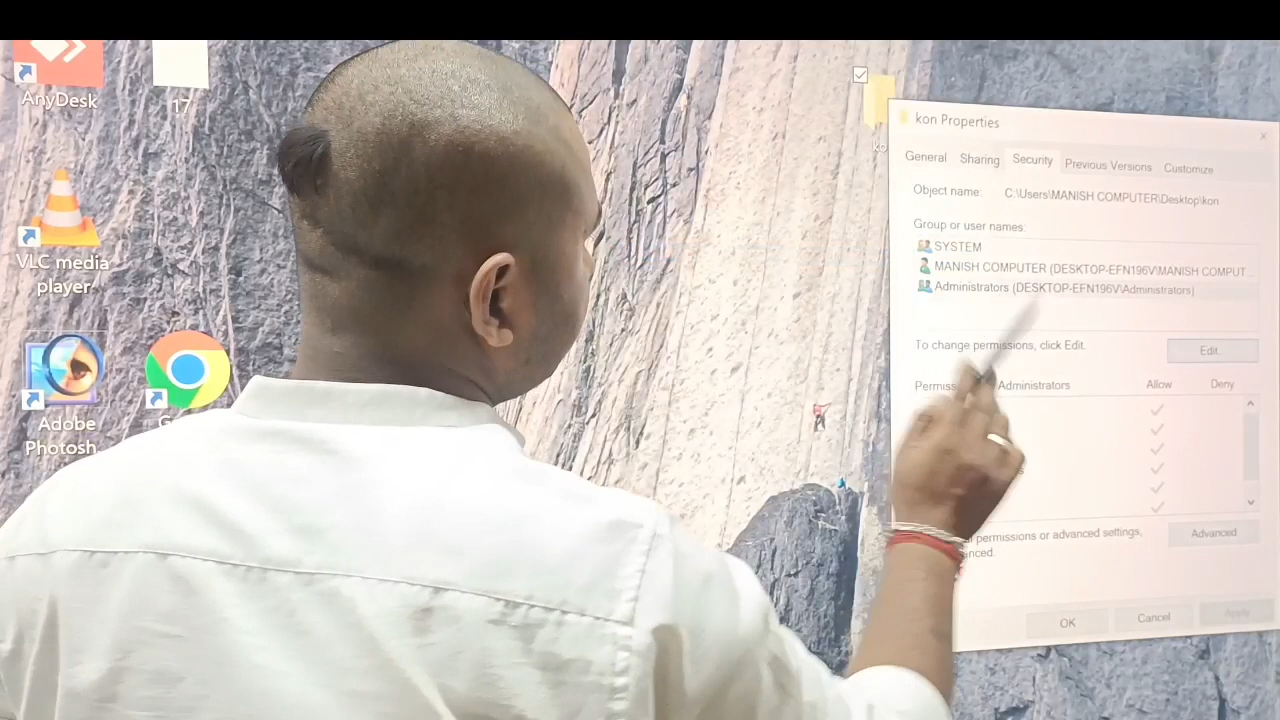 AnyDesk
17
VLC media
player
Adobe
Photosh
kon Properties
General Sharing Security Previous Versions Customize
Object name: C:\Users\MANISH COMPUTER\Desktop\kon
Group or user names:
SYSTEM
MANISH COMPUTER (DESKTOP-EFN196V\MANISH COMPUT...
Administrators (DESKTOP-EFN196V\Administrators)
To change permissions, click Edit.
Edit...
Administrators Allow Deny
permissions or advanced settings,
Advanced
OK Cancel Apply